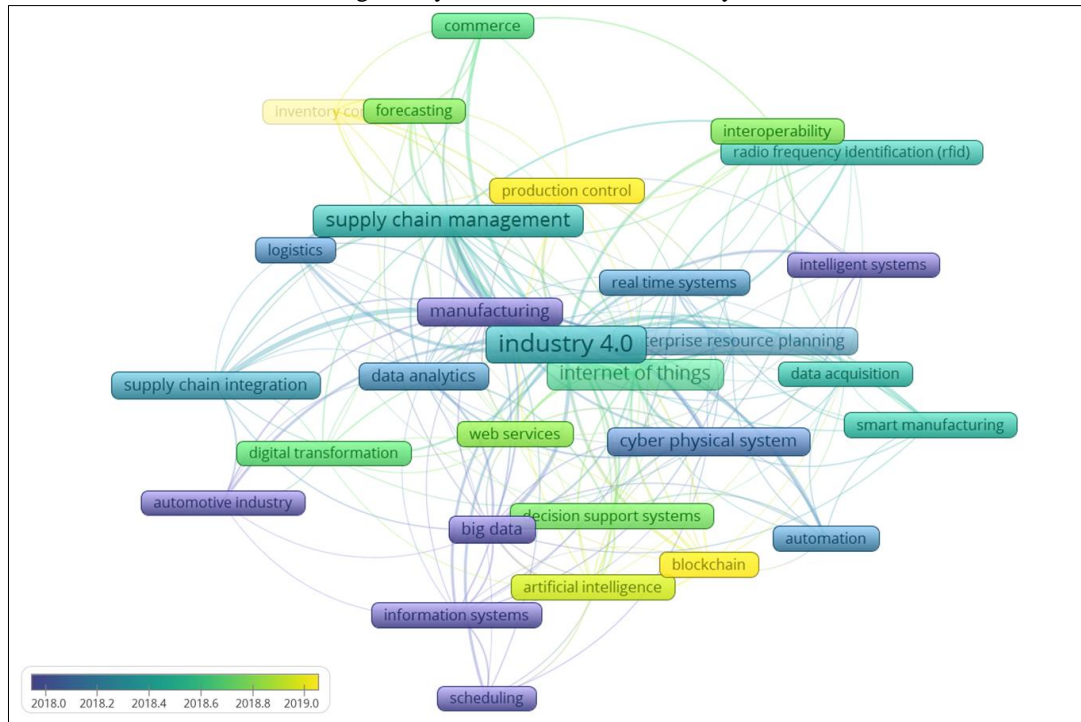 commerce
inventory
forecasting
interoperability
radio frequency identification (rfid)
production control
supply chain management
logistics
intelligent systems
real time systems
manufacturing
industry 4.0
resource planning
internet of things
data acquisition
data analytics
supply chain integration
smart manufacturing
web services
cyber physical system
digital transformation
automotive industry
decision support systems
big data
automation
blockchain
artificial intelligence
information systems
scheduling
2018.0 2018.2 2018.4 2018.6 2018.8 2019.0